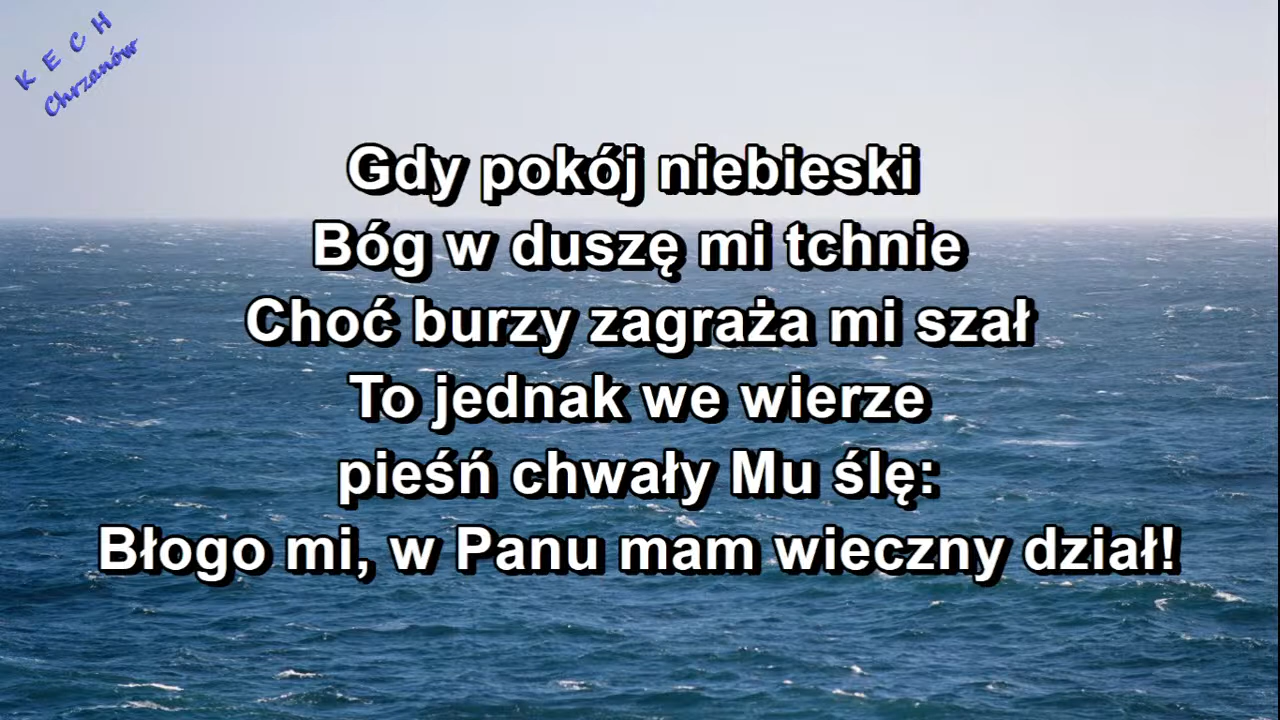 K E C H
Chrzanów
Gdy pokój niebieski
Bóg w duszę mi tchnie
Choć burzy zagraża mi szał
To jednak we wierze
pieśń chwały Mu ślę:
Błogo mi, w Panu mam wieczny dział!